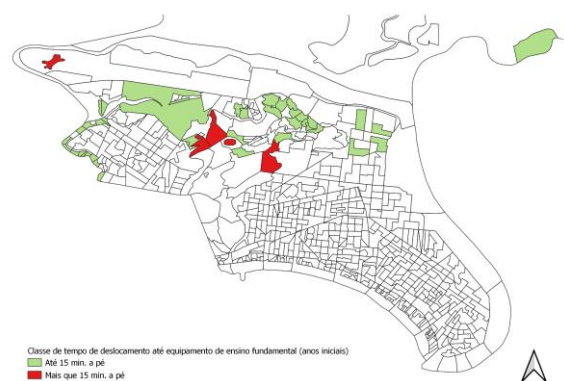 Classe de tempo de deslocamento até equipamento de ensino fundamental (anos iniciais)
Até 15 min. a pé
Mais que 15 min. a pé